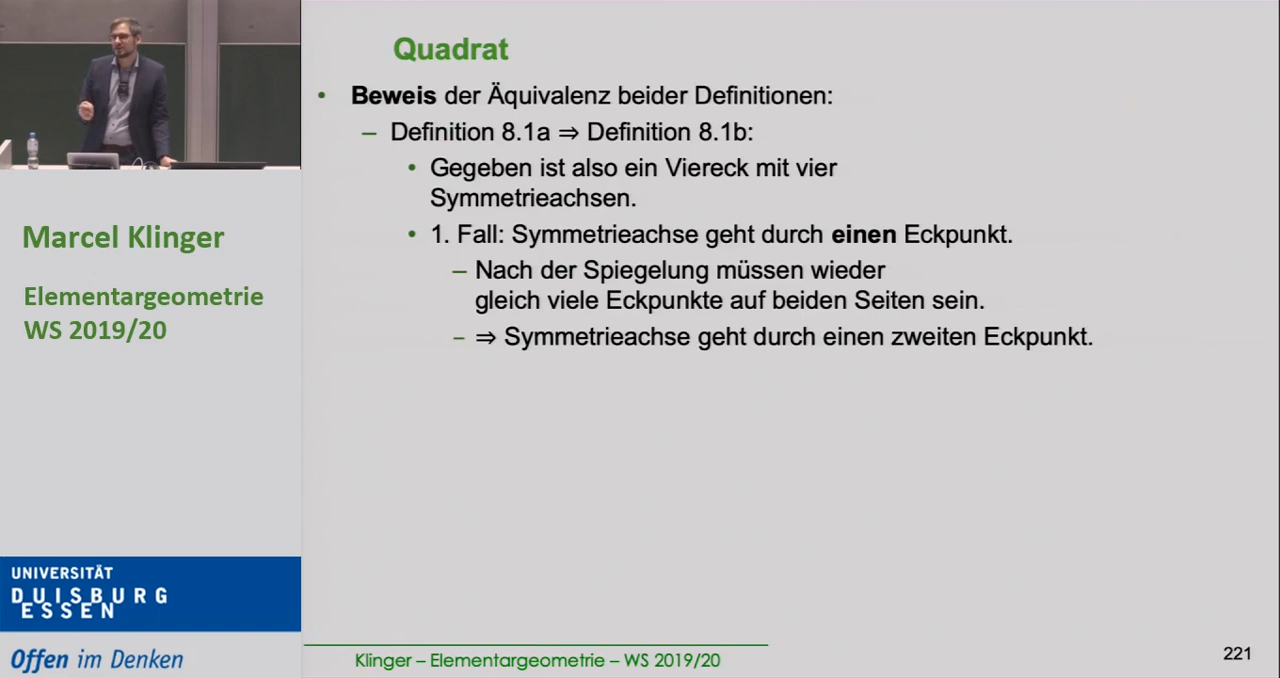 Quadrat
• Beweis der Äquivalenz beider Definitionen:
– Definition 8.1a ⇒ Definition 8.1b:
• Gegeben ist also ein Viereck mit vier
Symmetrieachsen.
• 1. Fall: Symmetrieachse geht durch einen Eckpunkt.
– Nach der Spiegelung müssen wieder
gleich viele Eckpunkte auf beiden Seiten sein.
– ⇒ Symmetrieachse geht durch einen zweiten Eckpunkt.
Marcel Klinger
Elementargeometrie
WS 2019/20
UNIVERSITÄT
DUISBURG
ESSEN
Offen im Denken
Klinger – Elementargeometrie – WS 2019/20
221